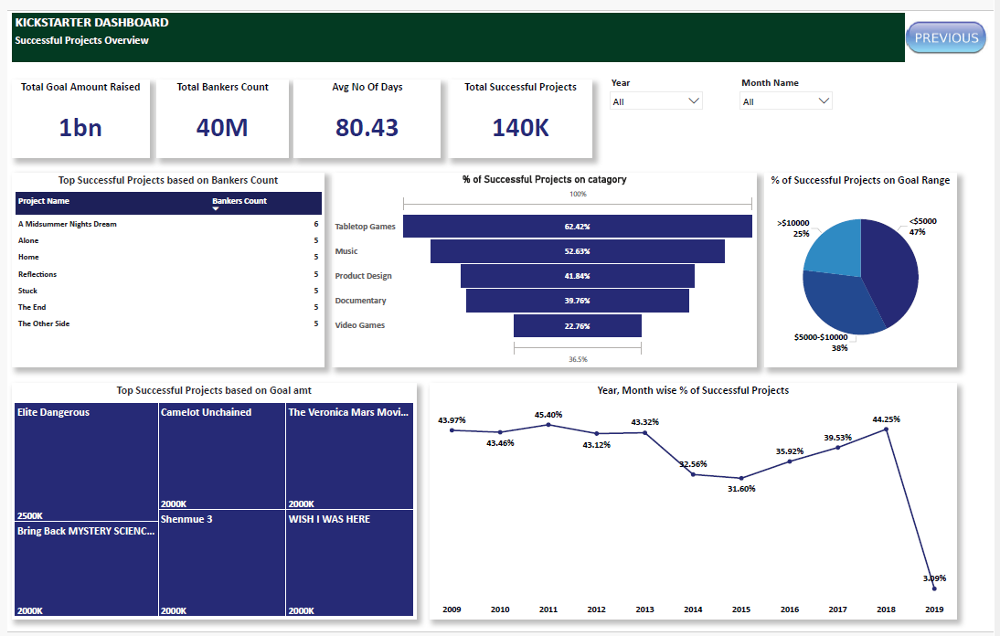 KICKSTARTER DASHBOARD
Successful Projects Overview
PREVIOUS
Total Goal Amount Raised
1bn
Total Bankers Count
40M
Avg No Of Days
80.43
Total Successful Projects
140K
Year
All
Month Name
All
Top Successful Projects based on Bankers Count
Project Name Bankers Count
A Midsummer Nights Dream 6
Alone 5
Home 5
Reflections 5
Stuck 5
The End 5
The Other Side 5
% of Successful Projects on catagory
100%
Tabletop Games 62.42%
Music 52.63%
Product Design 41.84%
Documentary 39.76%
Video Games 22.76%
36.5%
% of Successful Projects on Goal Range
>$10000
25%
<$5000
47%
$5000-$10000
38%
Top Successful Projects based on Goal amt
Elite Dangerous
2500K
Camelot Unchained
2000K
The Veronica Mars Movi...
2000K
Bring Back MYSTERY SCIENC...
2000K
Shenmue 3
2000K
WISH I WAS HERE
2000K
Year, Month wise % of Successful Projects
43.97%
43.46%
45.40%
43.12%
43.32%
32.56%
31.60%
35.92%
39.53%
44.25%
3.09%
2009 2010 2011 2012 2013 2014 2015 2016 2017 2018 2019